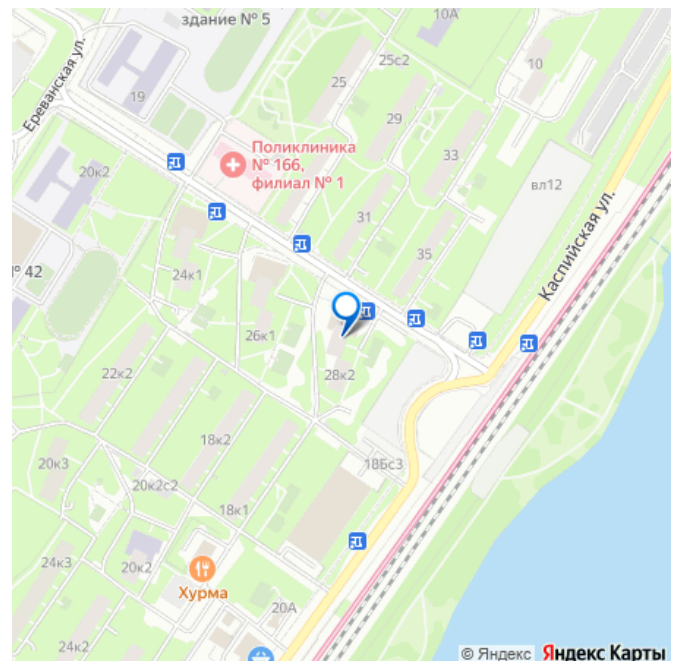 здание № 5
10А
Ереванская ул.
25с2
10
25
19
29
Поликлиника
№ 166,
филиал № 1
33
20к2
вл12
31
Каспийская ул.
35
№ 42
24к1
26к1
28к2
22к2
18к2
18Бс3
20к3
20к2с2
18к1
24к3
20к2
Хурма
20А
24к2
© Яндекс Яндекс Карты